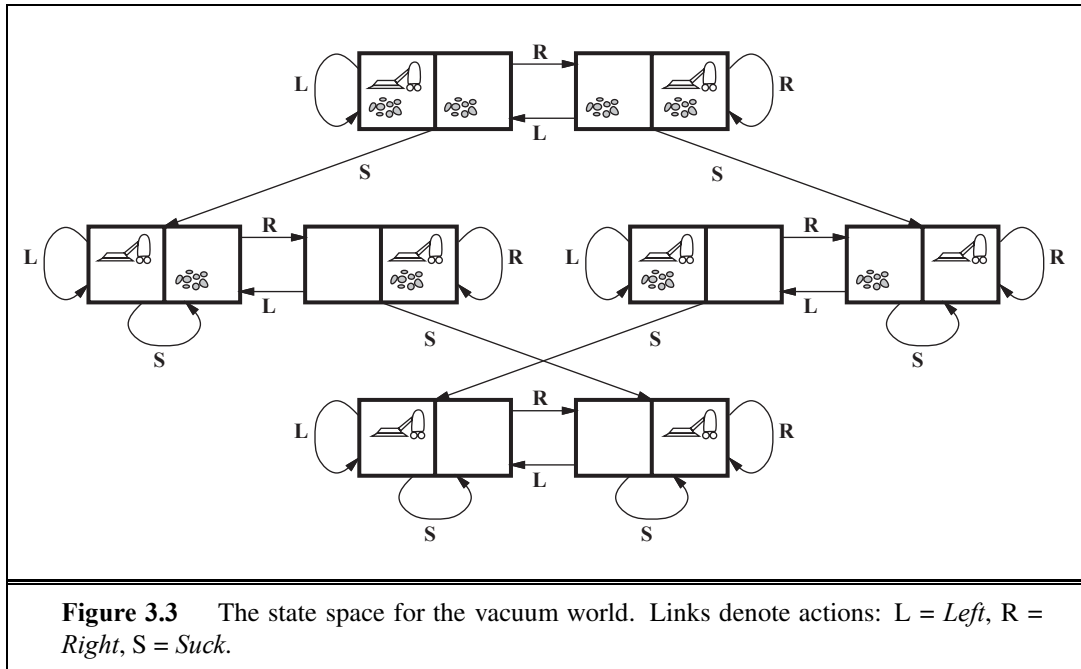 R
L R
L
S S
R R
L R L R
L L
S S S S
R
L R
L
S S
Figure 3.3 The state space for the vacuum world. Links denote actions: L = Left, R =
Right, S = Suck.